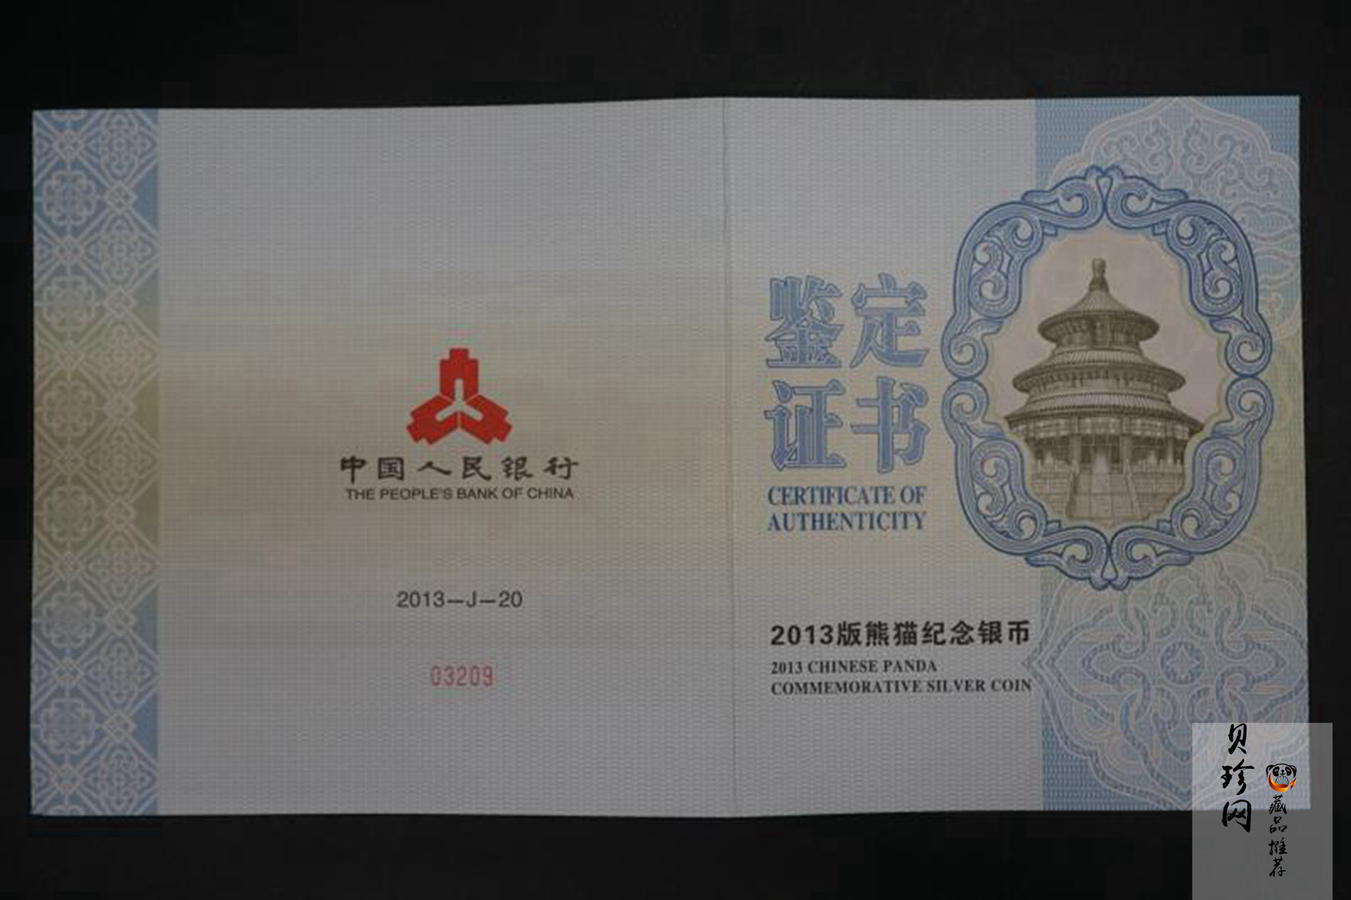 中国人民银行
THE PEOPLE'S BANK OF CHINA
2013—J—20
03209
鉴定
证书
CERTIFICATE OF
AUTHENTICITY
2013版熊猫纪念银币
2013 CHINESE PANDA
COMMEMORATIVE SILVER COIN
贝珍网
藏品推荐